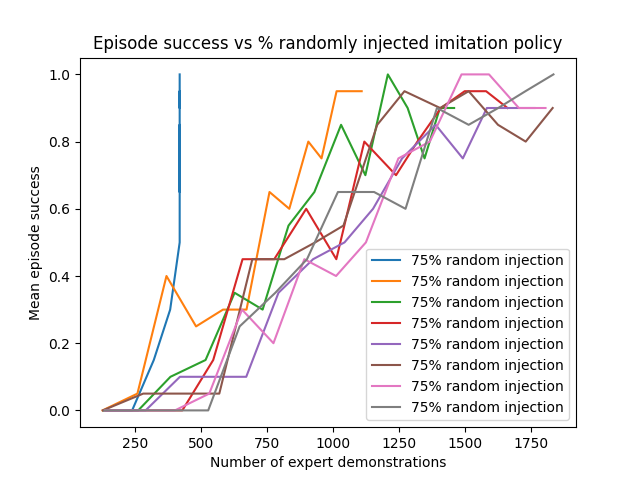 Episode success vs % randomly injected imitation policy
Mean episode success
1.0
0.8
0.6
0.4
0.2
0.0
75% random injection
75% random injection
75% random injection
75% random injection
75% random injection
75% random injection
75% random injection
75% random injection
250 500 750 1000 1250 1500 1750
Number of expert demonstrations